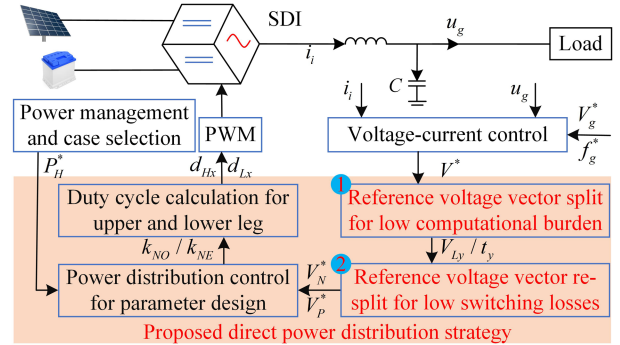 SDI
i_i
u_g
Load
C
i_i
u_g
V_g^*
f_g^*
Power management
and case selection
PWM
Voltage-current control
P_H^*
d_Hx
d_Lx
V^*
1
Duty cycle calculation for
upper and lower leg
Reference voltage vector split
for low computational burden
k_NO / k_NE
V_Ly / t_y
2
Power distribution control
for parameter design
V_N^*
V_P^*
Reference voltage vector re-
split for low switching losses
Proposed direct power distribution strategy